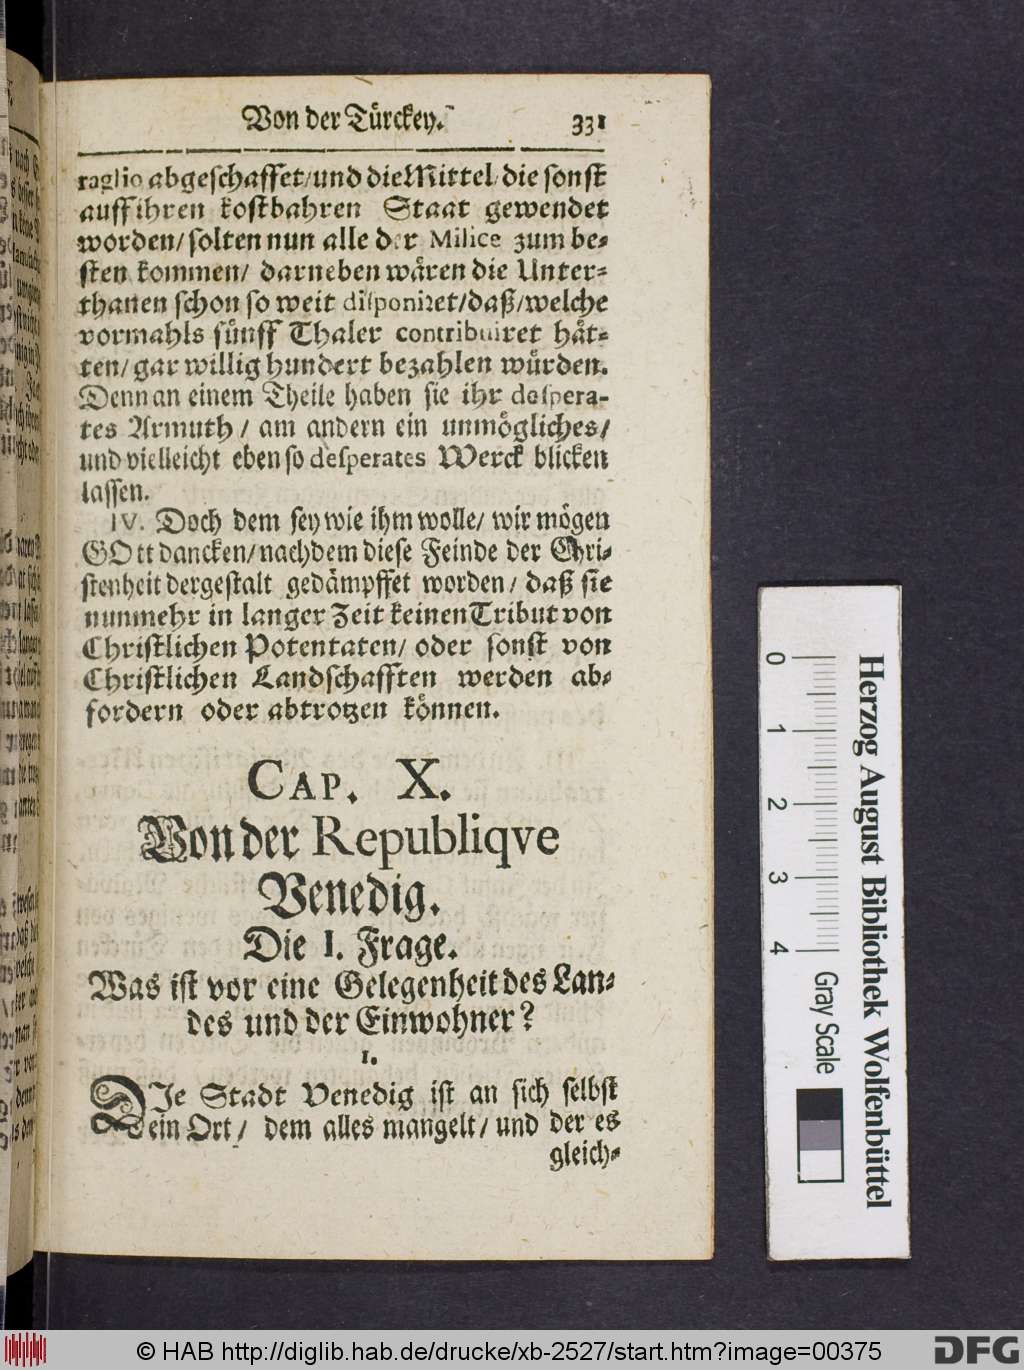 Von der Türckey. 331
raglio abgeschaffet/und die Mittel/die sonst
auff ihren kostbahren Staat gewendet
worden/ solten nun alle der Milice zum be-
sten kommen/ darneben wären die Unter-
thanen schon so weit disponiret/daß/welche
vormahls fünff Thaler contribuiret hät-
ten/ gar willig hundert bezahlen würden.
Denn an einem Theile haben sie ihr despera-
tes Armuth/ am andern ein unmögliches/
und vielleicht eben so desperates Werck blicken
lassen.
IV. Doch dem sey wie ihm wolle/ wir mögen
GOtt dancken/ nachdem diese Feinde der Chri-
stenheit dergestalt gedämpffet worden/ daß sie
nunmehr in langer Zeit keinen Tribut von
Christlichen Potentaten/ oder sonst von
Christlichen Landschafften werden ab-
fordern oder abtrotzen können.
CAP. X.
Von der Republiqve
Venedig.
Die I. Frage.
Was ist vor eine Gelegenheit des Lan-
des und der Einwohner?
I.
DIe Stadt Venedig ist an sich selbst
ein Ort/ dem alles mangelt/ und der es
gleich-
0 1 2 3 4
Gray Scale
Herzog August Bibliothek Wolfenbüttel
© HAB http://diglib.hab.de/drucke/xb-2527/start.htm?image=00375
DFG